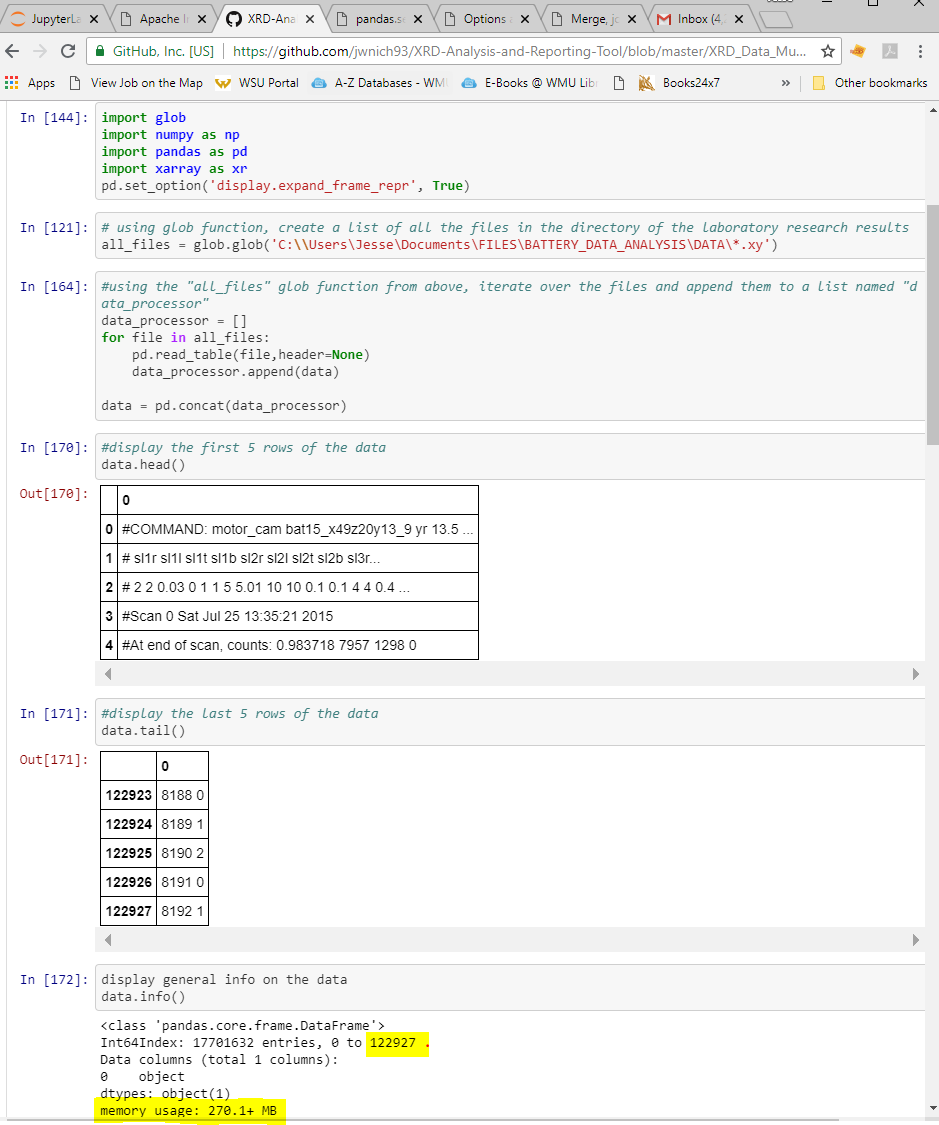 JupyterLa
Apache I
XRD-Ana
pandas.se
Options a
Merge, jo
Inbox (4,
GitHub, Inc. [US]
https://github.com/jwnich93/XRD-Analysis-and-Reporting-Tool/blob/master/XRD_Data_Mu...
Apps
View Job on the Map
WSU Portal
A-Z Databases - WM
E-Books @ WMU Lib
Books24x7
»
Other bookmarks
In [144]:
import glob
import numpy as np
import pandas as pd
import xarray as xr
pd.set_option('display.expand_frame_repr', True)
In [121]:
# using glob function, create a list of all the files in the directory of the laboratory research results
all_files = glob.glob('C:\\Users\Jesse\Documents\FILES\BATTERY_DATA_ANALYSIS\DATA\*.xy')
In [164]:
#using the "all_files" glob function from above, iterate over the files and append them to a list named "d
ata_processor"
data_processor = []
for file in all_files:
    pd.read_table(file,header=None)
    data_processor.append(data)
data = pd.concat(data_processor)
In [170]:
#display the first 5 rows of the data
data.head()
Out[170]:
0
0 #COMMAND: motor_cam bat15_x49z20y13_9 yr 13.5 ...
1 # sl1r sl1l sl1t sl1b sl2r sl2l sl2t sl2b sl3r...
2 # 2 2 0.03 0 1 1 5 5.01 10 10 0.1 0.1 4 4 0.4 ...
3 #Scan 0 Sat Jul 25 13:35:21 2015
4 #At end of scan, counts: 0.983718 7957 1298 0
In [171]:
#display the last 5 rows of the data
data.tail()
Out[171]:
0
122923 8188 0
122924 8189 1
122925 8190 2
122926 8191 0
122927 8192 1
In [172]:
display general info on the data
data.info()
<class 'pandas.core.frame.DataFrame'>
Int64Index: 17701632 entries, 0 to 122927 .
Data columns (total 1 columns):
0    object
dtypes: object(1)
memory usage: 270.1+ MB